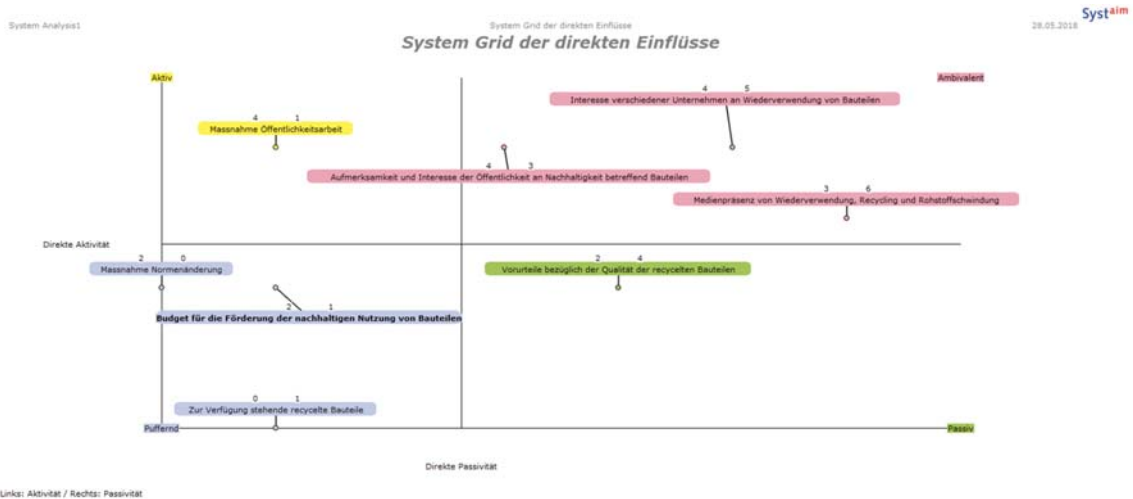 Systaim
System Analysis1
System Grid der direkten Einflüsse
28.05.2018
System Grid der direkten Einflüsse
Aktiv
Ambivalent
4 5
Interesse verschiedener Unternehmen an Wiederverwendung von Bauteilen
4 1
Massnahme Öffentlichkeitsarbeit
4 3
Aufmerksamkeit und Interesse der Öffentlichkeit an Nachhaltigkeit betreffend Bauteilen
3 6
Medienpräsenz von Wiederverwendung, Recycling und Rohstoffschwindung
Direkte Aktivität
2 0
Massnahme Normenänderung
2 4
Vorurteile bezüglich der Qualität der recycelten Bauteilen
2 1
Budget für die Förderung der nachhaltigen Nutzung von Bauteilen
0 1
Zur Verfügung stehende recycelte Bauteile
Puffernd
Passiv
Direkte Passivität
Links: Aktivität / Rechts: Passivität